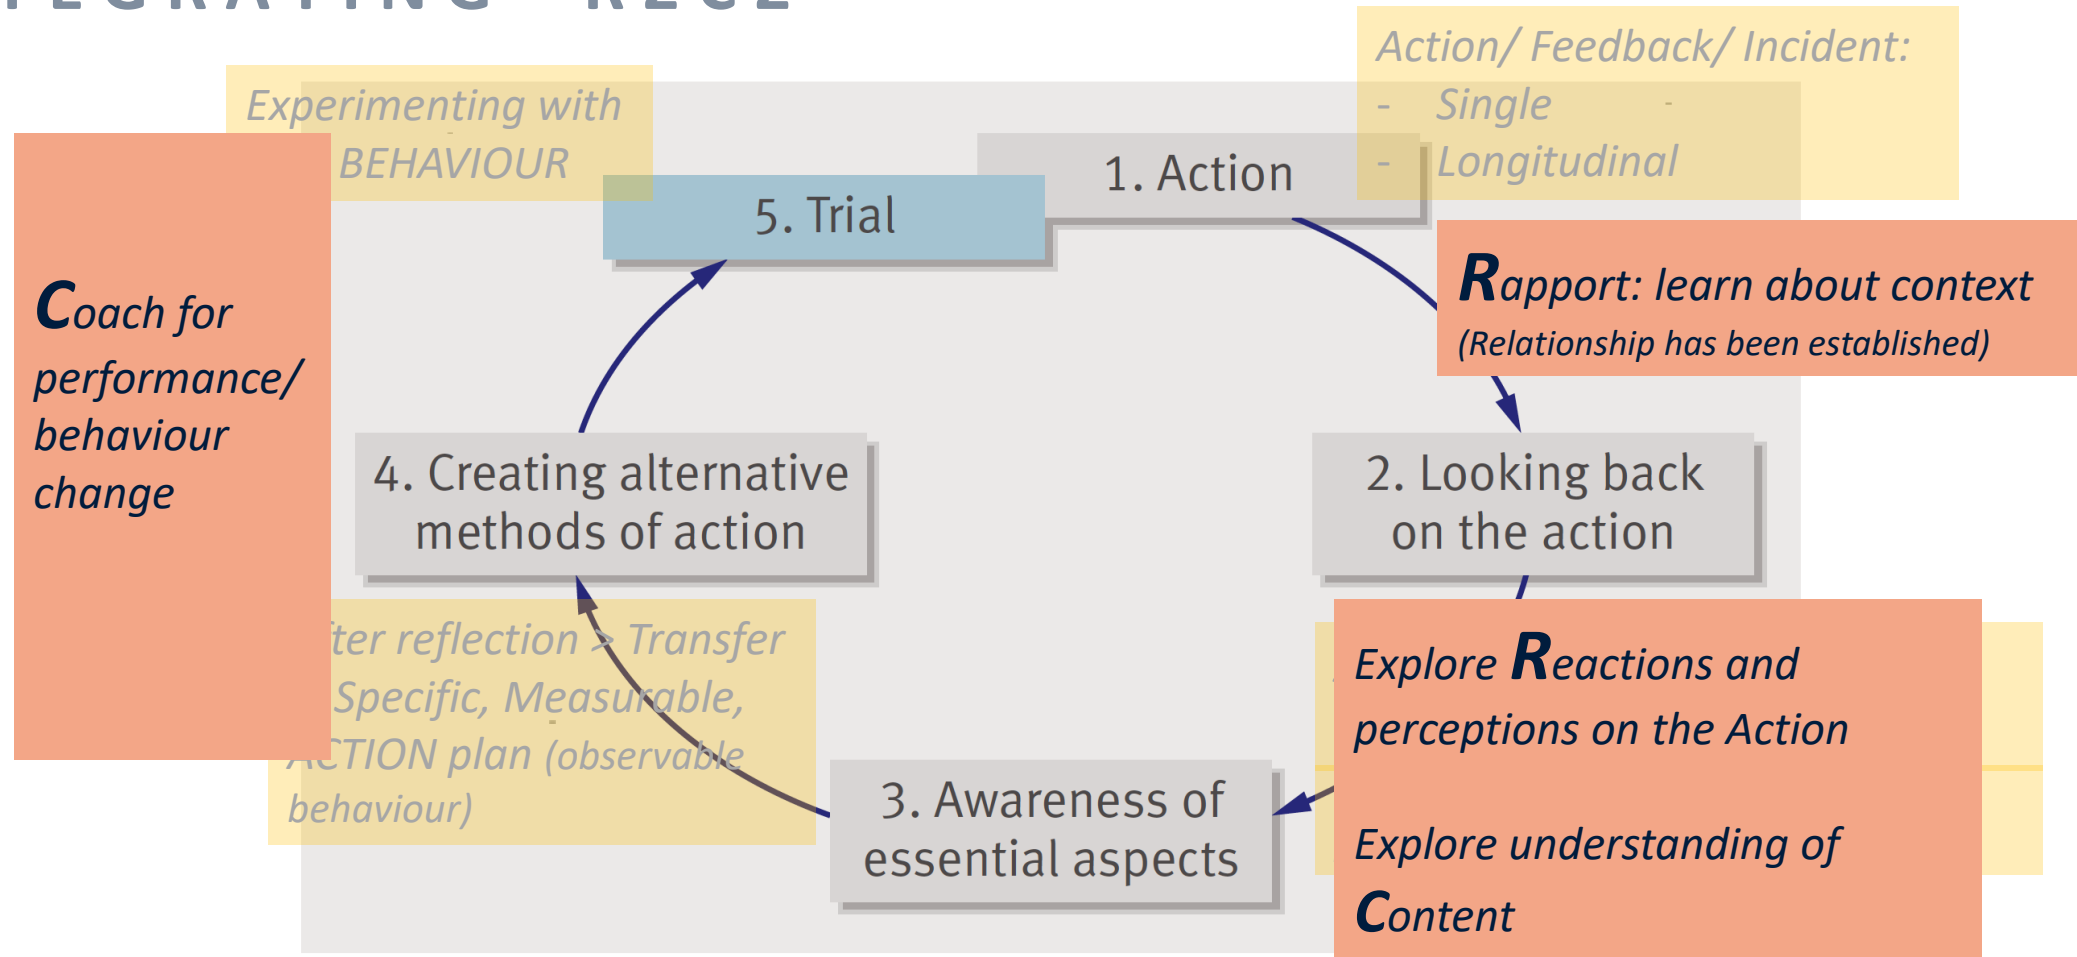 Action/ Feedback/ Incident:
- Single -
- Longitudinal
Experimenting with
BEHAVIOUR
1. Action
5. Trial
Rapport: learn about context
(Relationship has been established)
Coach for
performance/
behaviour
change
4. Creating alternative
methods of action
2. Looking back
on the action
ter reflection > Transfer
Specific, Measurable,
ACTION plan (observable
behaviour)
Explore Reactions and
perceptions on the Action
Explore understanding of
Content
3. Awareness of
essential aspects